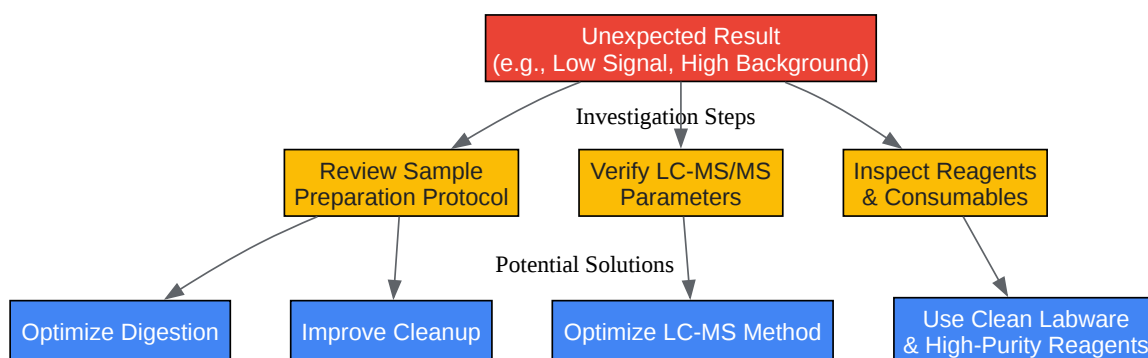 Unexpected Result
(e.g., Low Signal, High Background)
Investigation Steps
Review Sample
Preparation Protocol
Verify LC-MS/MS
Parameters
Inspect Reagents
& Consumables
Potential Solutions
Optimize Digestion
Improve Cleanup
Optimize LC-MS Method
Use Clean Labware
& High-Purity Reagents